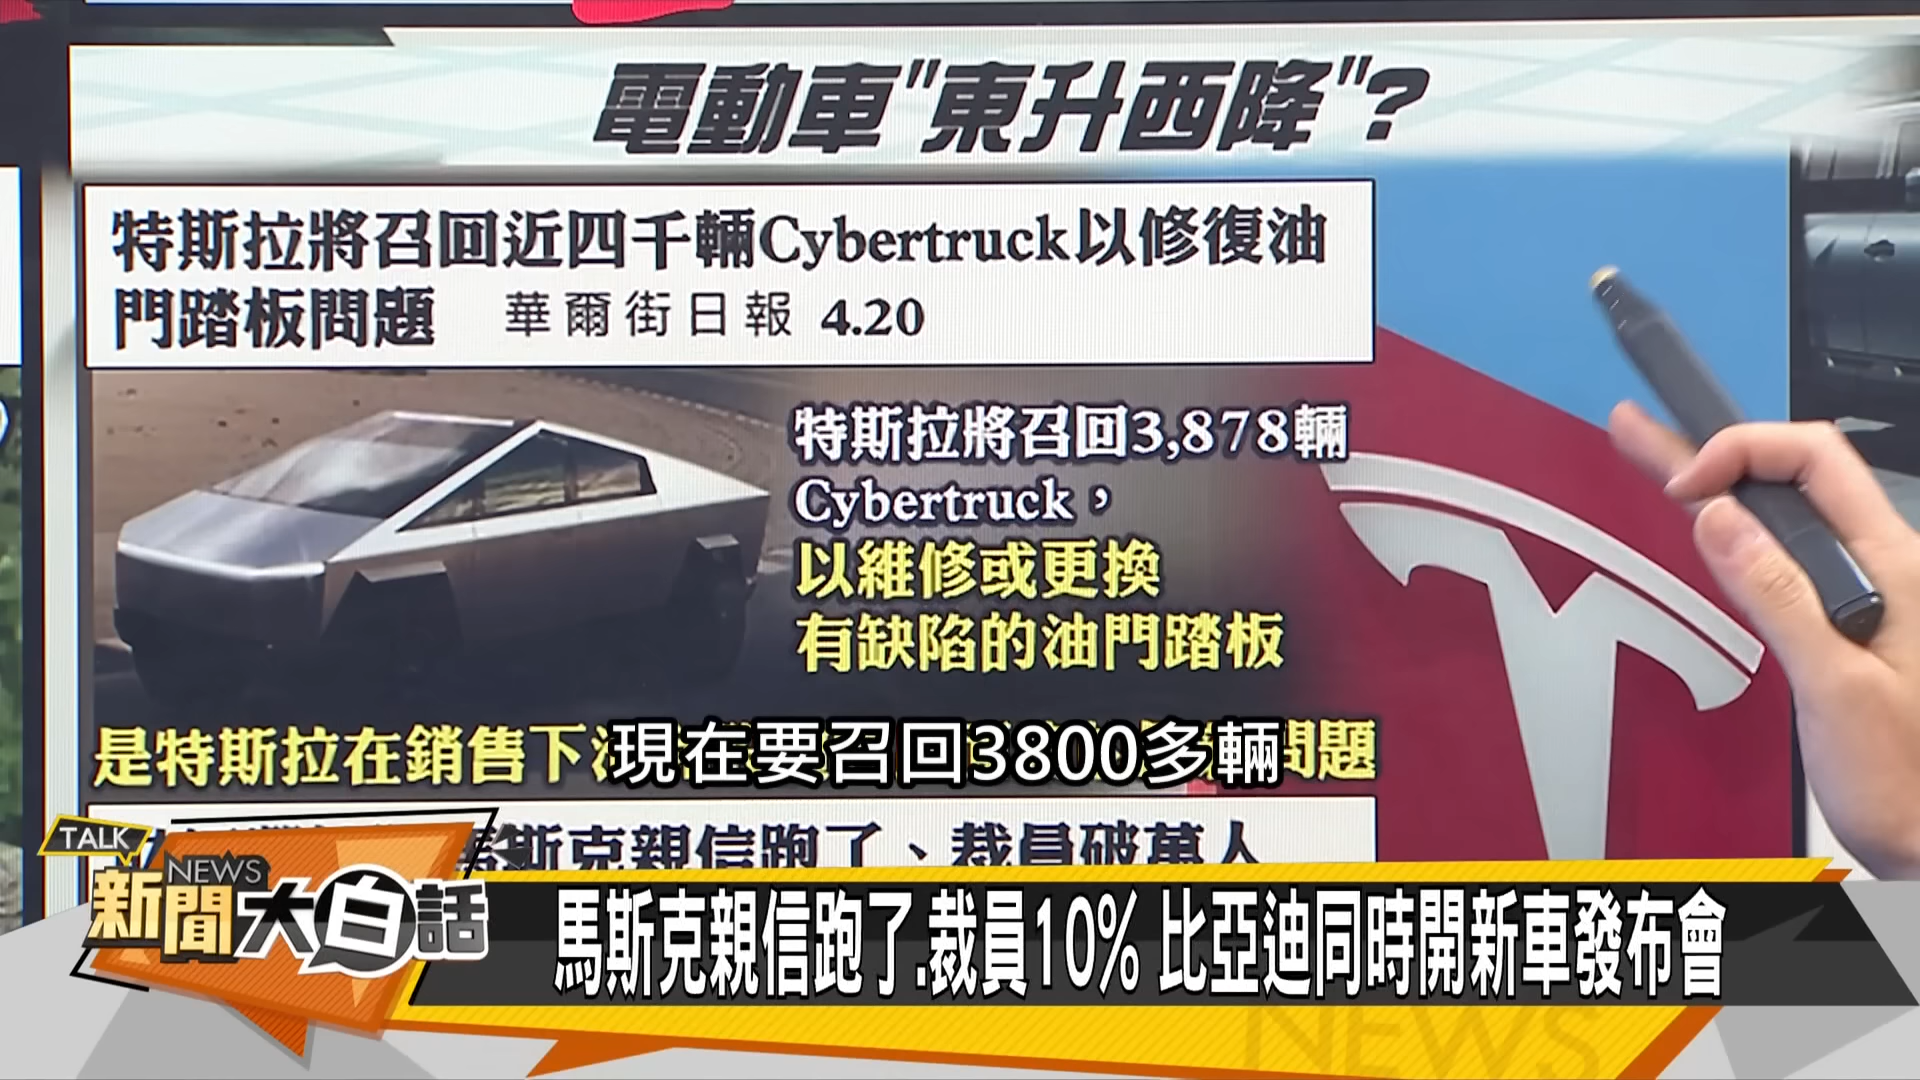 電動車"東升西降"?
特斯拉將召回近四千輛Cybertruck以修復油
門踏板問題 華爾街日報 4.20
特斯拉將召回3,878輛
Cybertruck，
以維修或更換
有缺陷的油門踏板
是特斯拉在銷售下
問題
現在要召回3800多輛
斯克親信跑了、裁員破萬人
TALK
NEWS
新聞大白話
馬斯克親信跑了.裁員10% 比亞迪同時開新車發布會
NEWS